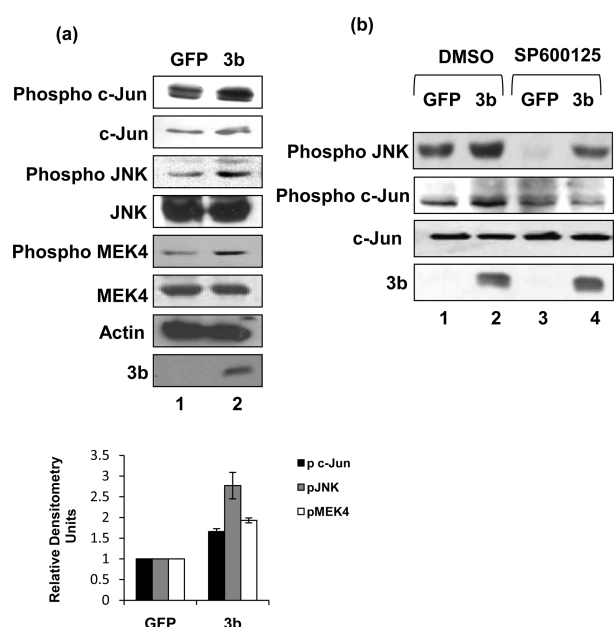 (a)
GFP 3b
Phospho c-Jun
c-Jun
Phospho JNK
JNK
Phospho MEK4
MEK4
Actin
3b
1 2
(b)
DMSO SP600125
GFP 3b GFP 3b
Phospho JNK
Phospho c-Jun
c-Jun
3b
1 2 3 4
Relative Densitometry
Units
3.5
3
2.5
2
1.5
1
0.5
0
GFP 3b
p c-Jun
pJNK
pMEK4